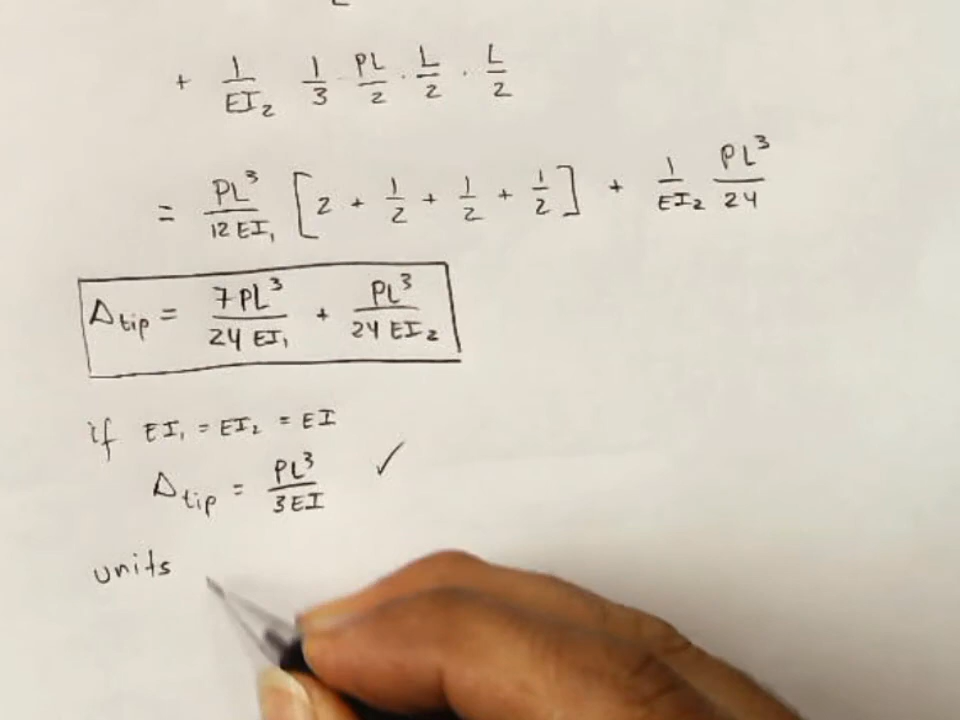 + 1/EI₂ 1/3 · PL/2 · L/2 · L/2
= PL³/12EI₁ [2 + 1/2 + 1/2 + 1/2] + 1/EI₂ PL³/24
Δtip = 7PL³/24EI₁ + PL³/24EI₂
if EI₁ = EI₂ = EI
Δtip = PL³/3EI ✓
units